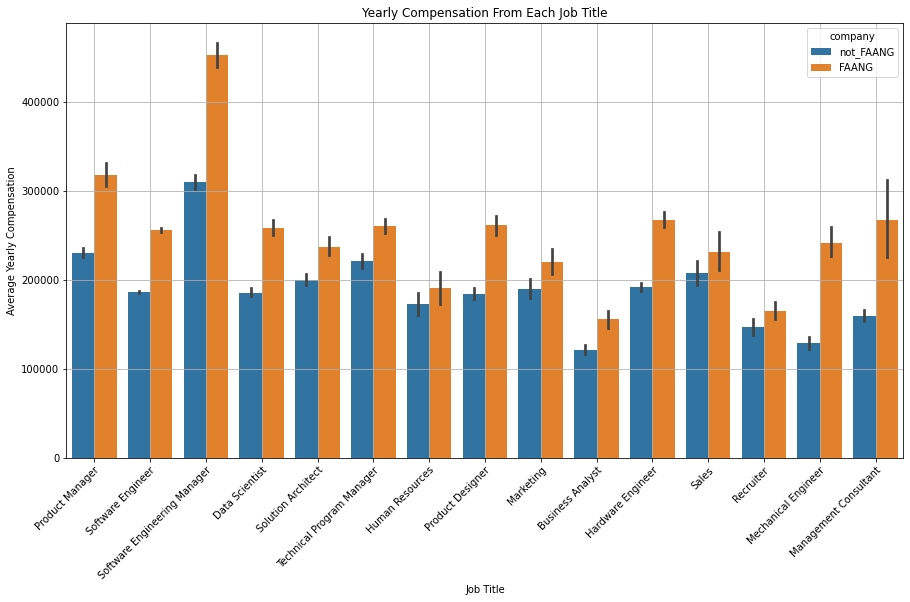 Yearly Compensation From Each Job Title
company
not_FAANG
FAANG
Average Yearly Compensation
400000
300000
200000
100000
0
Product Manager
Software Engineer
Software Engineering Manager
Data Scientist
Solution Architect
Technical Program Manager
Human Resources
Product Designer
Marketing
Business Analyst
Hardware Engineer
Sales
Recruiter
Mechanical Engineer
Management Consultant
Job Title